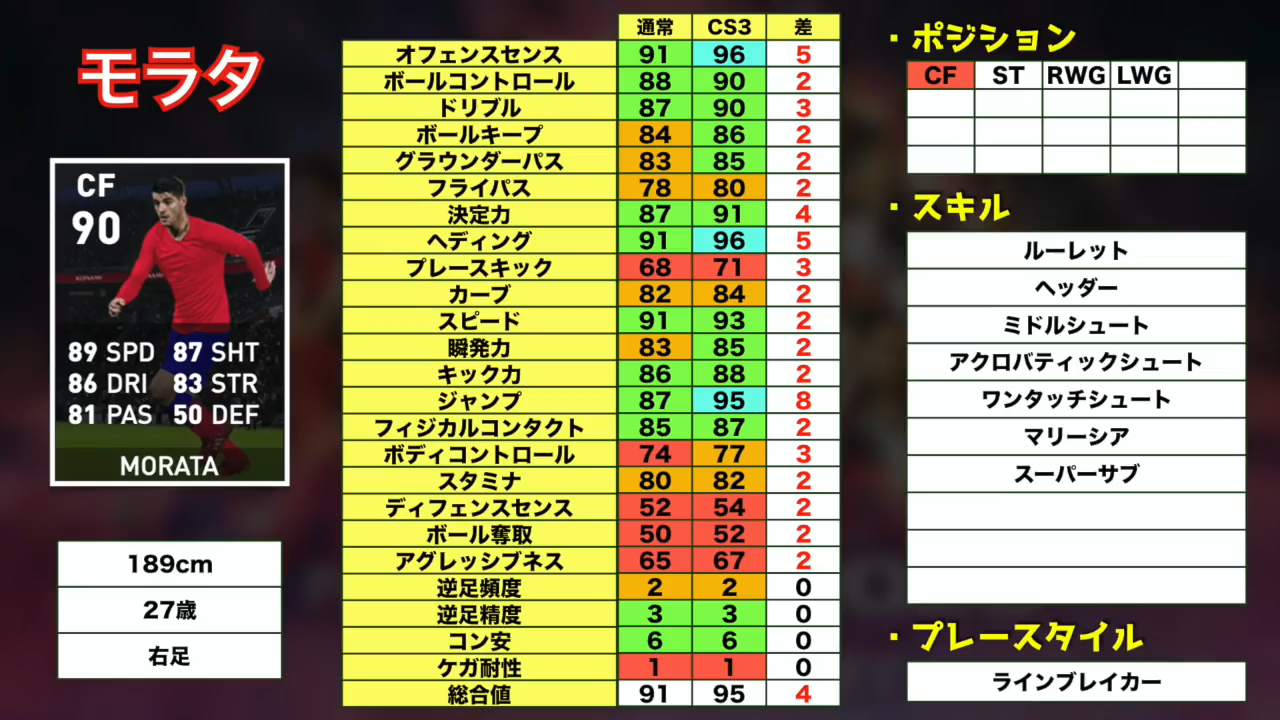 モラタ
CF
90
KONAMI
89 SPD 87 SHT
86 DRI 83 STR
81 PAS 50 DEF
MORATA
189cm
27歳
右足
通常 CS3 差
オフェンスセンス 91 96 5
ボールコントロール 88 90 2
ドリブル 87 90 3
ボールキープ 84 86 2
グラウンダーパス 83 85 2
フライパス 78 80 2
決定力 87 91 4
ヘディング 91 96 5
プレースキック 68 71 3
カーブ 82 84 2
スピード 91 93 2
瞬発力 83 85 2
キック力 86 88 2
ジャンプ 87 95 8
フィジカルコンタクト 85 87 2
ボディコントロール 74 77 3
スタミナ 80 82 2
ディフェンスセンス 52 54 2
ボール奪取 50 52 2
アグレッシブネス 65 67 2
逆足頻度 2 2 0
逆足精度 3 3 0
コン安 6 6 0
ケガ耐性 1 1 0
総合値 91 95 4
・ポジション
CF ST RWG LWG
・スキル
ルーレット
ヘッダー
ミドルシュート
アクロバティックシュート
ワンタッチシュート
マリーシア
スーパーサブ
・プレースタイル
ラインブレイカー